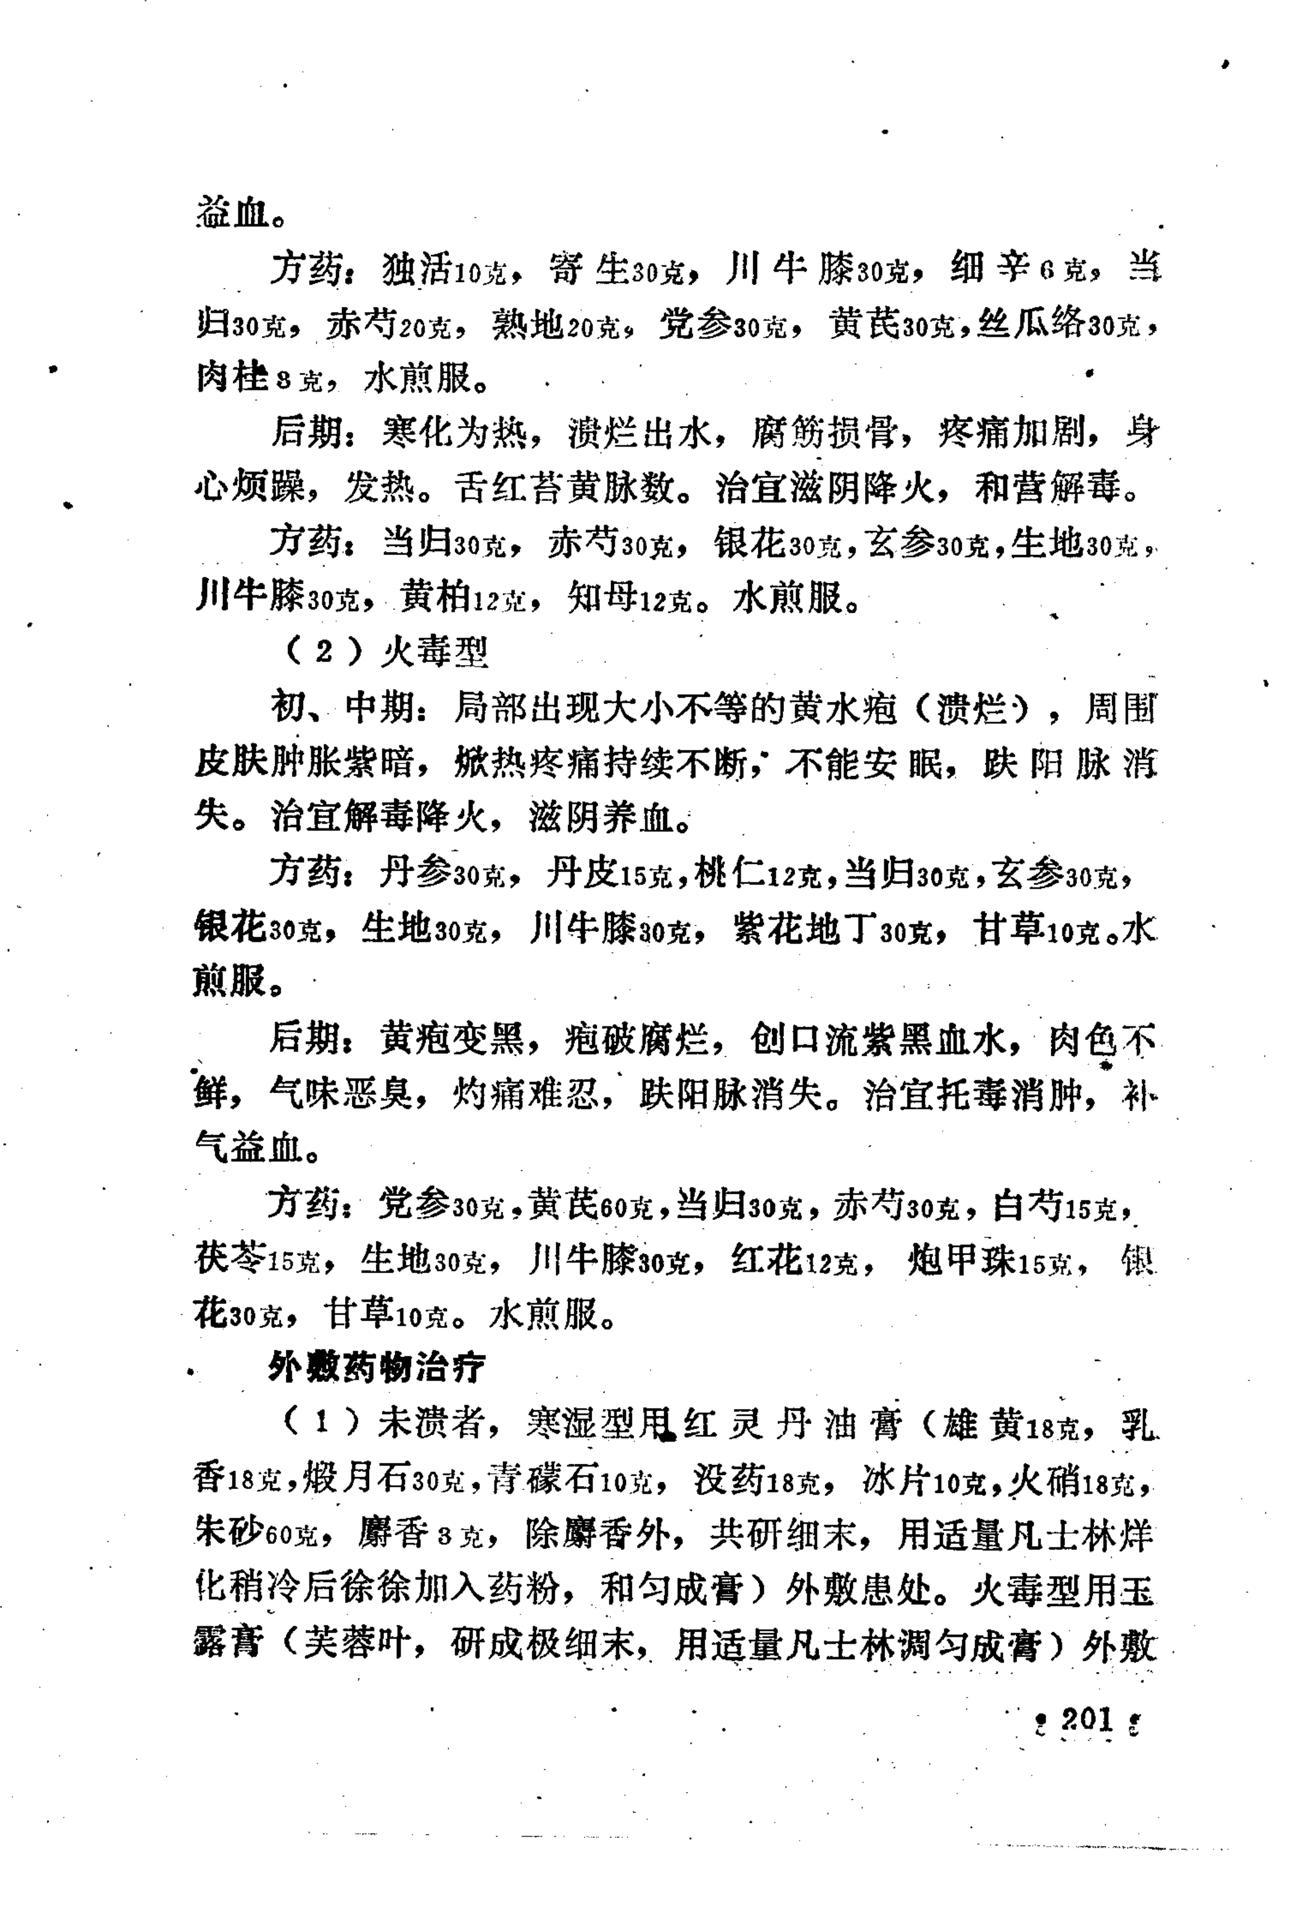 益血。
方药：独活10克，寄生30克，川牛膝30克，细辛6克，当
归30克，赤芍20克，熟地20克，党参30克，黄芪30克，丝瓜络30克，
肉桂8克，水煎服。
后期：寒化为热，溃烂出水，腐筋损骨，疼痛加剧，身
心烦躁，发热。舌红苔黄脉数。治宜滋阴降火，和营解毒。
方药：当归30克，赤芍30克，银花30克，玄参30克，生地30克，
川牛膝30克，黄柏12克，知母12克。水煎服。
（2）火毒型
初、中期：局部出现大小不等的黄水疱（溃烂），周围
皮肤肿胀紫暗，焮热疼痛持续不断，不能安眠，趺阳脉消
失。治宜解毒降火，滋阴养血。
方药：丹参30克，丹皮15克，桃仁12克，当归30克，玄参30克，
银花30克，生地30克，川牛膝30克，紫花地丁30克，甘草10克。水
煎服。
后期：黄疱变黑，疱破腐烂，创口流紫黑血水，肉色不
鲜，气味恶臭，灼痛难忍，趺阳脉消失。治宜托毒消肿，补
气益血。
方药：党参30克，黄芪60克，当归30克，赤芍30克，白芍15克，
茯苓15克，生地30克，川牛膝30克，红花12克，炮甲珠15克，银
花30克，甘草10克。水煎服。
外敷药物治疗
（1）未溃者，寒湿型用红灵丹油膏（雄黄18克，乳
香18克，煅月石30克，青礞石10克，没药18克，冰片10克，火硝18克，
朱砂60克，麝香3克，除麝香外，共研细末，用适量凡士林烊
化稍冷后徐徐加入药粉，和匀成膏）外敷患处。火毒型用玉
露膏（芙蓉叶，研成极细末，用适量凡士林调匀成膏）外敷
201